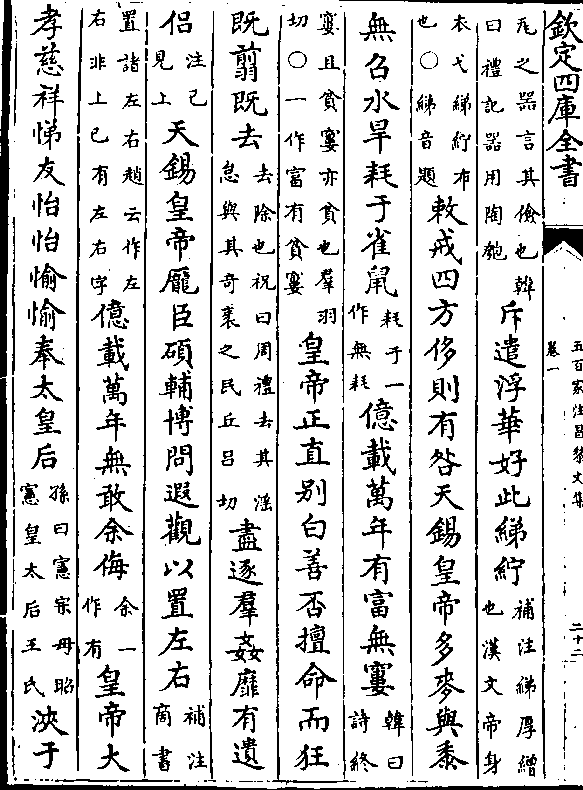 欽定四庫全書
五百家注昌黎文集
卷一
二十二
瓦之器言其儉也韓曰禮記器用陶匏
斥遣浮華好此綈紵
補注綈厚繒也漢文帝身衣弋綈紵布也○綈音題
敕戒四方侈則有咎天錫皇帝多麥與黍
無召水旱耗于雀鼠
耗于一作無耗
億載萬年有富無窶
韓曰詩終窶且貧窶亦貧也羣羽切○一作富有貧窶
皇帝正直别白善否擅命而狂
既翦既去
去除也祝曰周禮去其淫怠與其奇衺之民丘吕切
盡逐羣姦靡有遺
侣
注已見上
天錫皇帝厖臣碩輔博問遐觀以置左右
補注商書置諸左右趙云作左右非上已有左右字
億載萬年無敢余侮
余一作有
皇帝大
孝慈祥悌友怡怡愉愉奉太皇后
孫曰憲宗母昭憲皇太后王氏
浹于